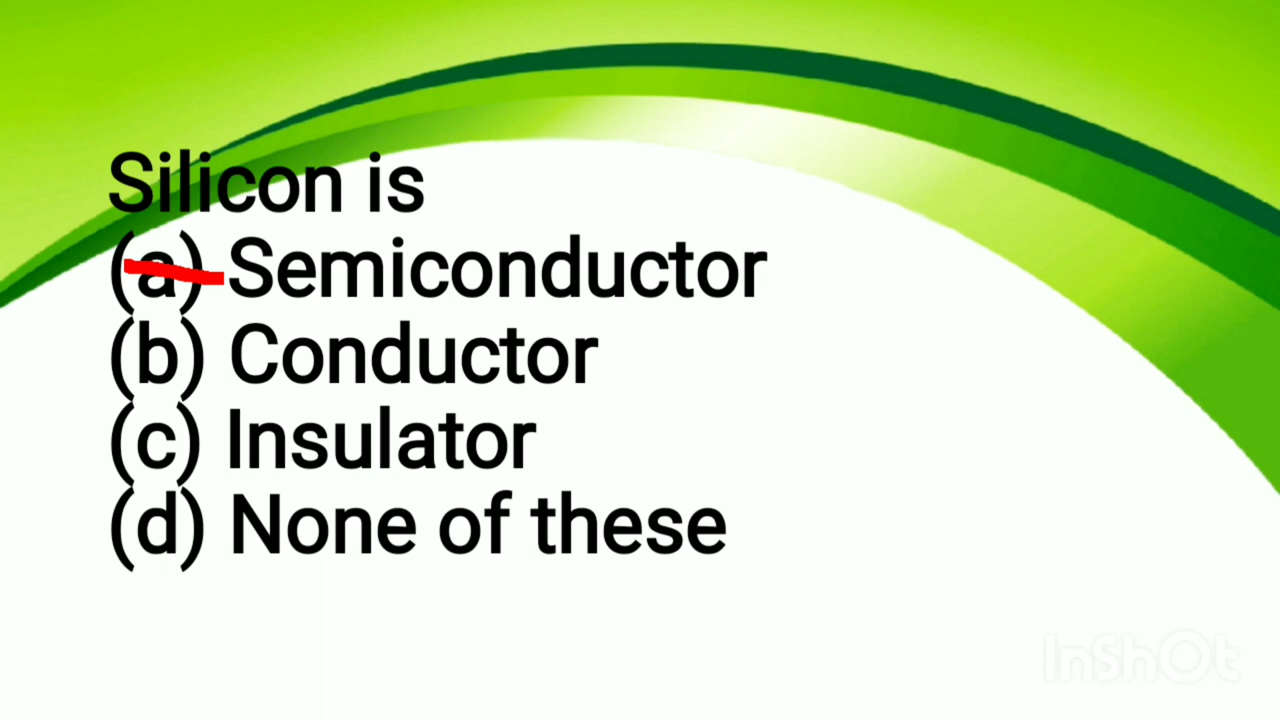 Silicon is
(a) Semiconductor
(b) Conductor
(c) Insulator
(d) None of these
InShOt